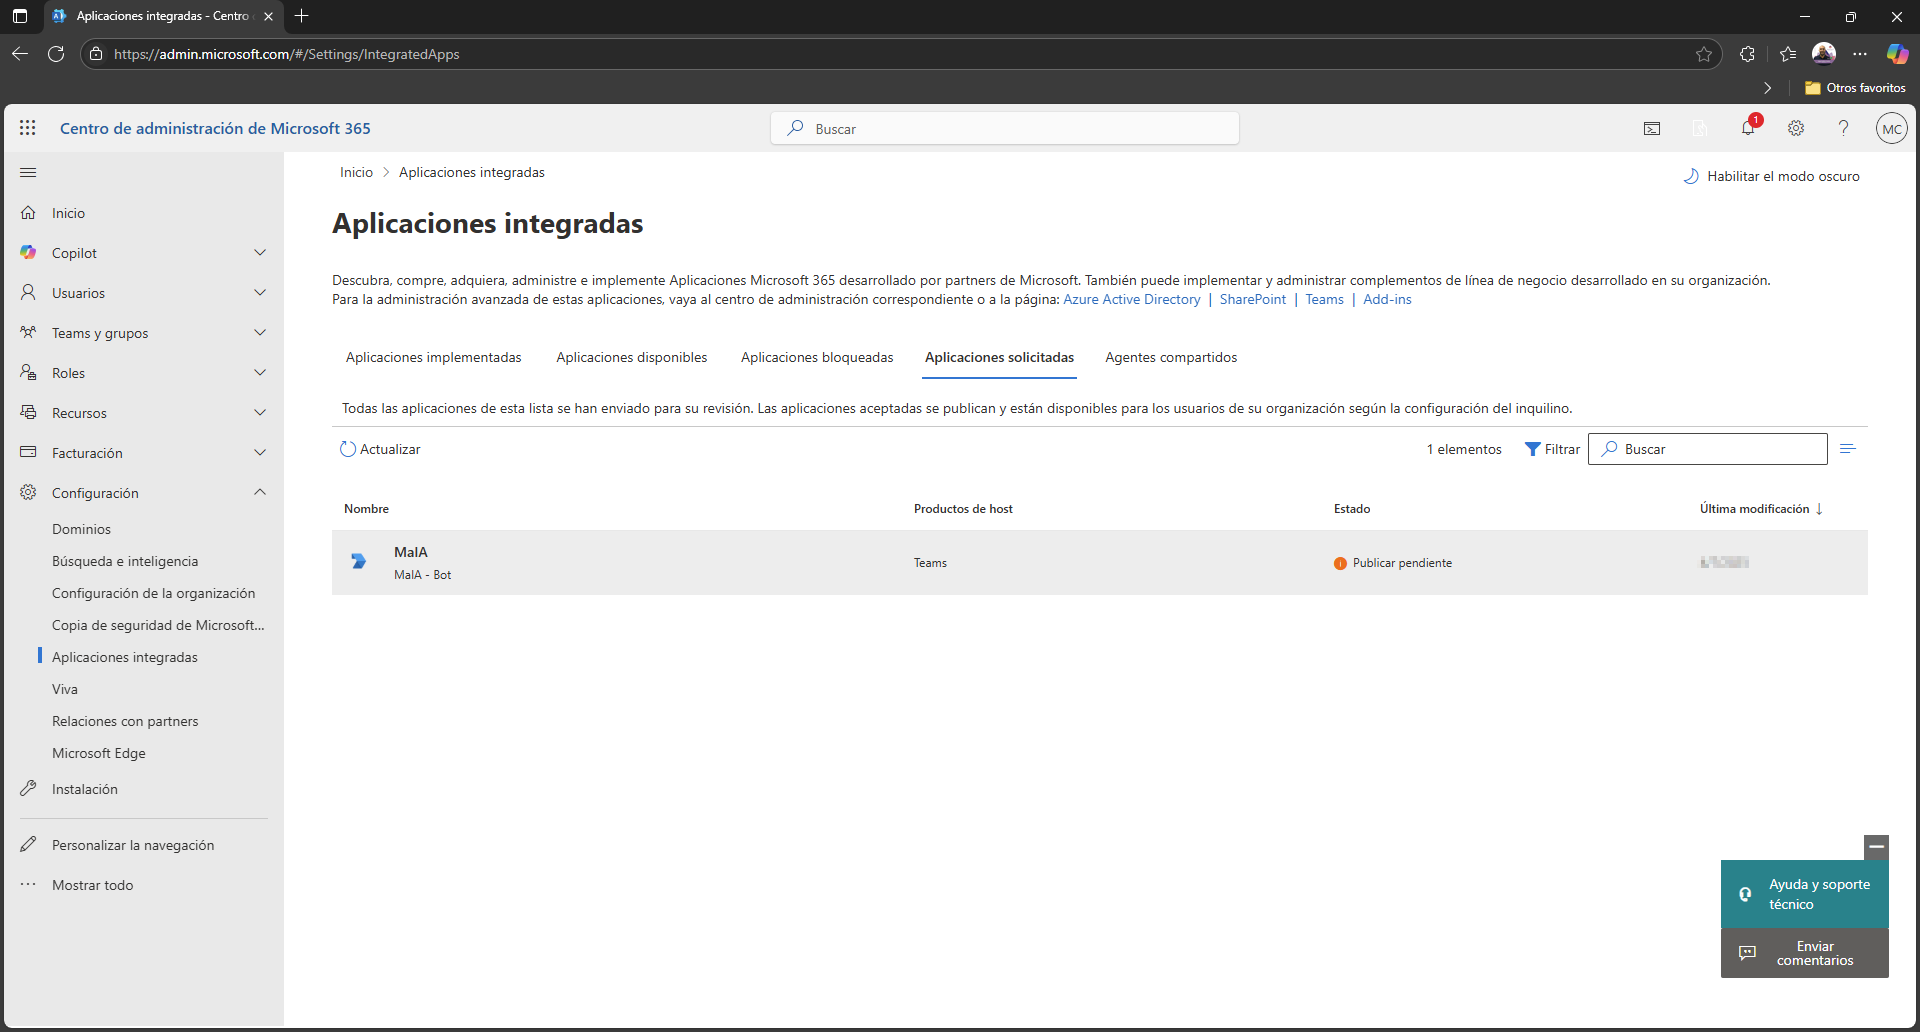 Aplicaciones integradas - Centro
https://admin.microsoft.com/#/Settings/IntegratedApps
Otros favoritos
Centro de administración de Microsoft 365
Buscar
1
MC
Inicio
Aplicaciones integradas
Habilitar el modo oscuro
Inicio
Copilot
Usuarios
Teams y grupos
Roles
Recursos
Facturación
Configuración
Dominios
Búsqueda e inteligencia
Configuración de la organización
Copia de seguridad de Microsoft...
Aplicaciones integradas
Viva
Relaciones con partners
Microsoft Edge
Instalación
Personalizar la navegación
Mostrar todo
Aplicaciones integradas
Descubra, compre, adquiera, administre e implemente Aplicaciones Microsoft 365 desarrollado por partners de Microsoft. También puede implementar y administrar complementos de línea de negocio desarrollado en su organización.
Para la administración avanzada de estas aplicaciones, vaya al centro de administración correspondiente o a la página: Azure Active Directory | SharePoint | Teams | Add-ins
Aplicaciones implementadas
Aplicaciones disponibles
Aplicaciones bloqueadas
Aplicaciones solicitadas
Agentes compartidos
Todas las aplicaciones de esta lista se han enviado para su revisión. Las aplicaciones aceptadas se publican y están disponibles para los usuarios de su organización según la configuración del inquilino.
Actualizar
1 elementos
Filtrar
Buscar
Nombre
Productos de host
Estado
Última modificación ↓
MaIA
MaIA - Bot
Teams
Publicar pendiente
Ayuda y soporte
técnico
Enviar
comentarios